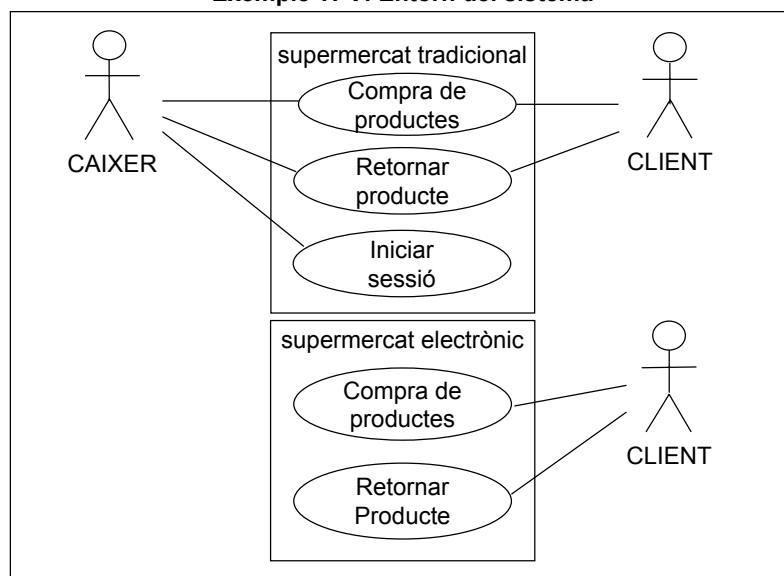 supermercat tradicional
Compra de
productes
CAIXER
CLIENT
Retornar
producte
Iniciar
sessió
supermercat electrònic
Compra de
productes
CLIENT
Retornar
Producte